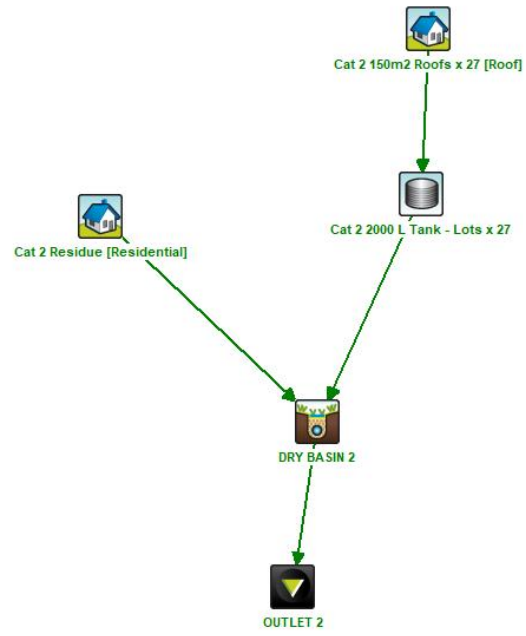 Cat 2 150m2 Roofs x 27 [Roof]
Cat 2 2000 L Tank - Lots x 27
Cat 2 Residue [Residential]
DRY BASIN 2
OUTLET 2